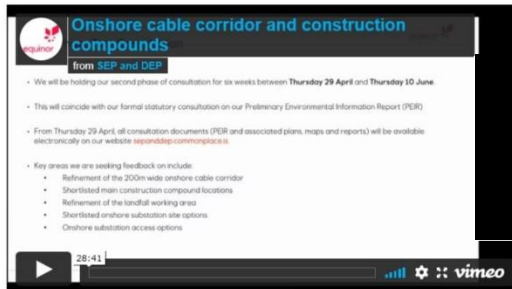 equinor
Onshore cable corridor and construction
compounds
from SEP and DEP
• We will be holding our second phase of consultation for six weeks between Thursday 29 April and Thursday 10 June.
• This will coincide with our formal statutory consultation on our Preliminary Environmental Information Report (PEIR)
• From Thursday 29 April, all consultation documents (PEIR and associated plans, maps and reports) will be available
electronically on our website sepanddep.commonplace.is
• Key areas we are seeking feedback on include:
• Refinement of the 200m wide onshore cable corridor
• Shortlisted main construction compound locations
• Refinement of the landfall working area
• Shortlisted onshore substation site options
• Onshore substation access options
28:41
vimeo